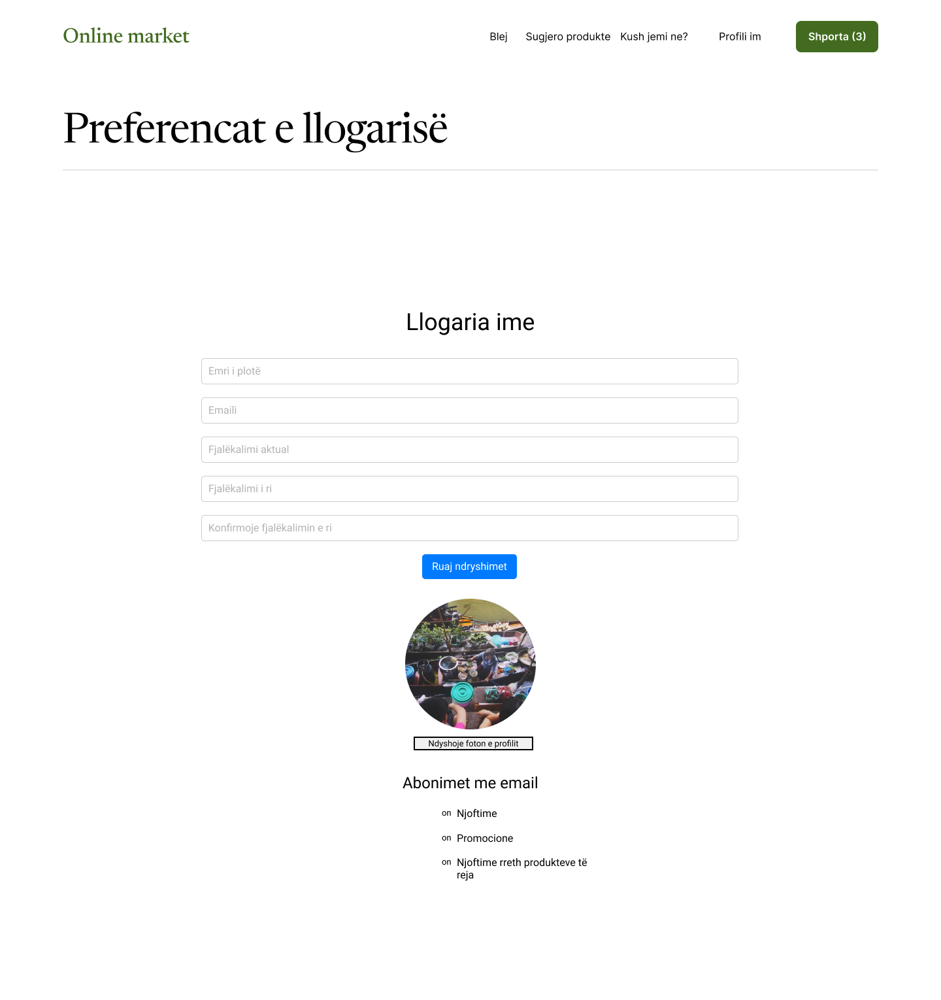 Online market
Blej Sugjero produkte Kush jemi ne? Profili im Shporta (3)
Preferencat e llogarisë
Llogaria ime
Emri i plotë
Emaili
Fjalëkalimi aktual
Fjalëkalimi i ri
Konfirmoje fjalëkalimin e ri
Ruaj ndryshimet
Ndyshoje foton e profilit
Abonimet me email
on Njoftime
on Promocione
on Njoftime rreth produkteve të
reja